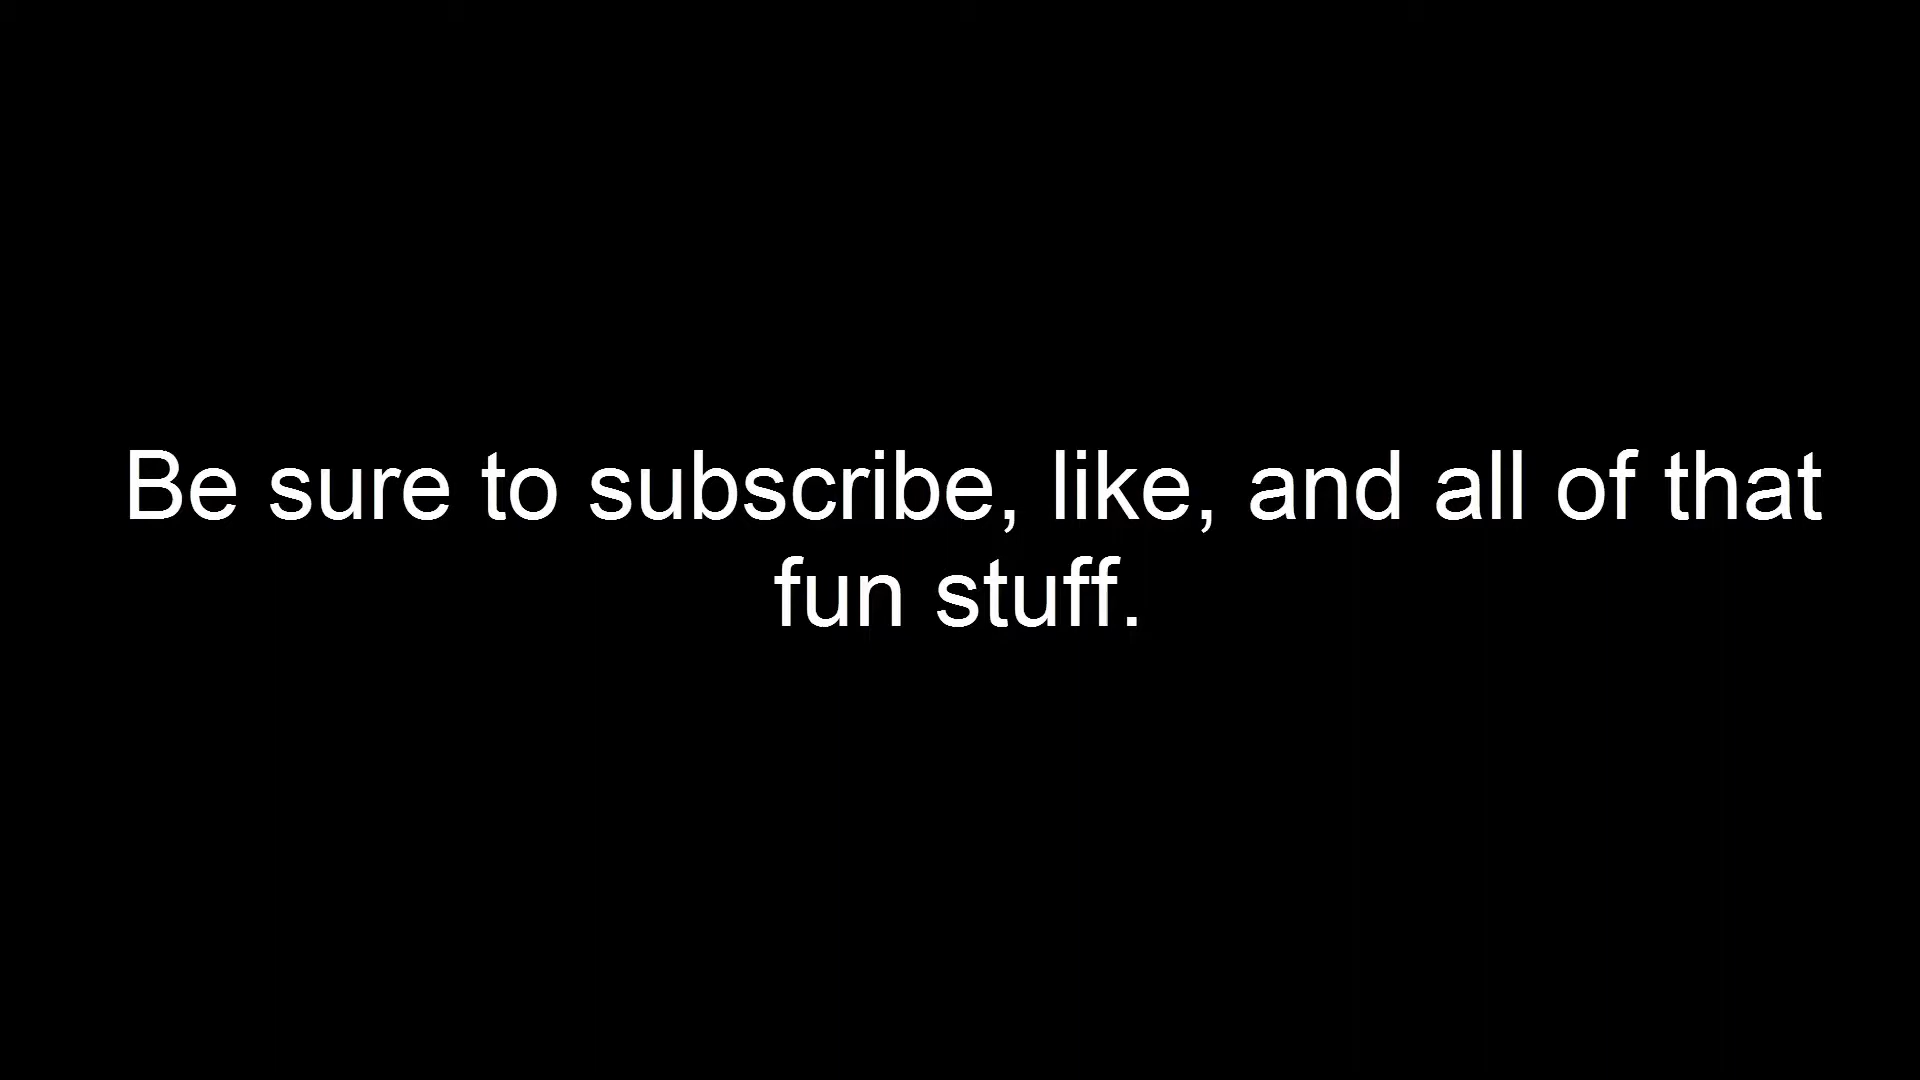 Be sure to subscribe, like, and all of that
fun stuff.